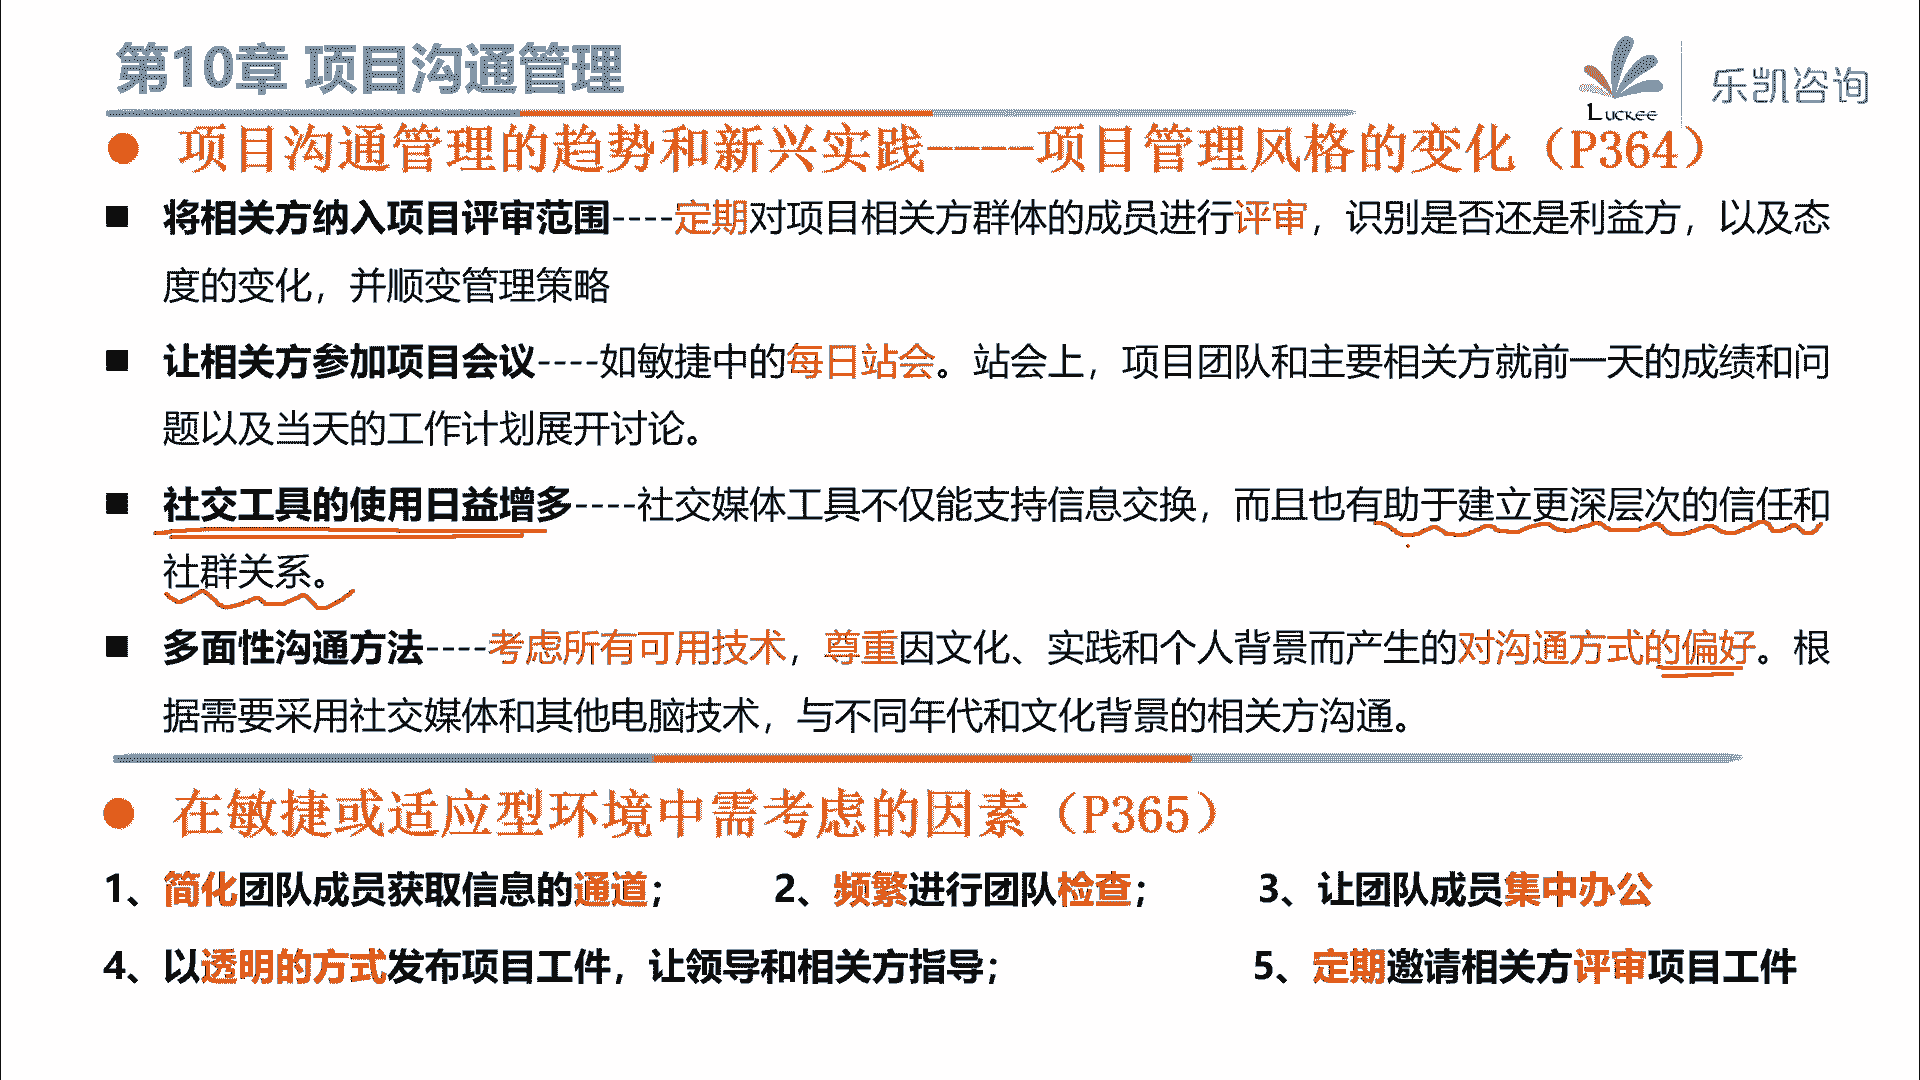 第10章 项目沟通管理
Luckee 乐凯咨询
● 项目沟通管理的趋势和新兴实践----项目管理风格的变化（P364）
■ 将相关方纳入项目评审范围----定期对项目相关方群体的成员进行评审，识别是否还是利益方，以及态
度的变化，并顺变管理策略
■ 让相关方参加项目会议----如敏捷中的每日站会。站会上，项目团队和主要相关方就前一天的成绩和问
题以及当天的工作计划展开讨论。
■ 社交工具的使用日益增多----社交媒体工具不仅能支持信息交换，而且也有助于建立更深层次的信任和
社群关系。
■ 多面性沟通方法----考虑所有可用技术，尊重因文化、实践和个人背景而产生的对沟通方式的偏好。根
据需要采用社交媒体和其他电脑技术，与不同年代和文化背景的相关方沟通。
● 在敏捷或适应型环境中需考虑的因素（P365）
1、简化团队成员获取信息的通道； 2、频繁进行团队检查； 3、让团队成员集中办公
4、以透明的方式发布项目工件，让领导和相关方指导； 5、定期邀请相关方评审项目工件